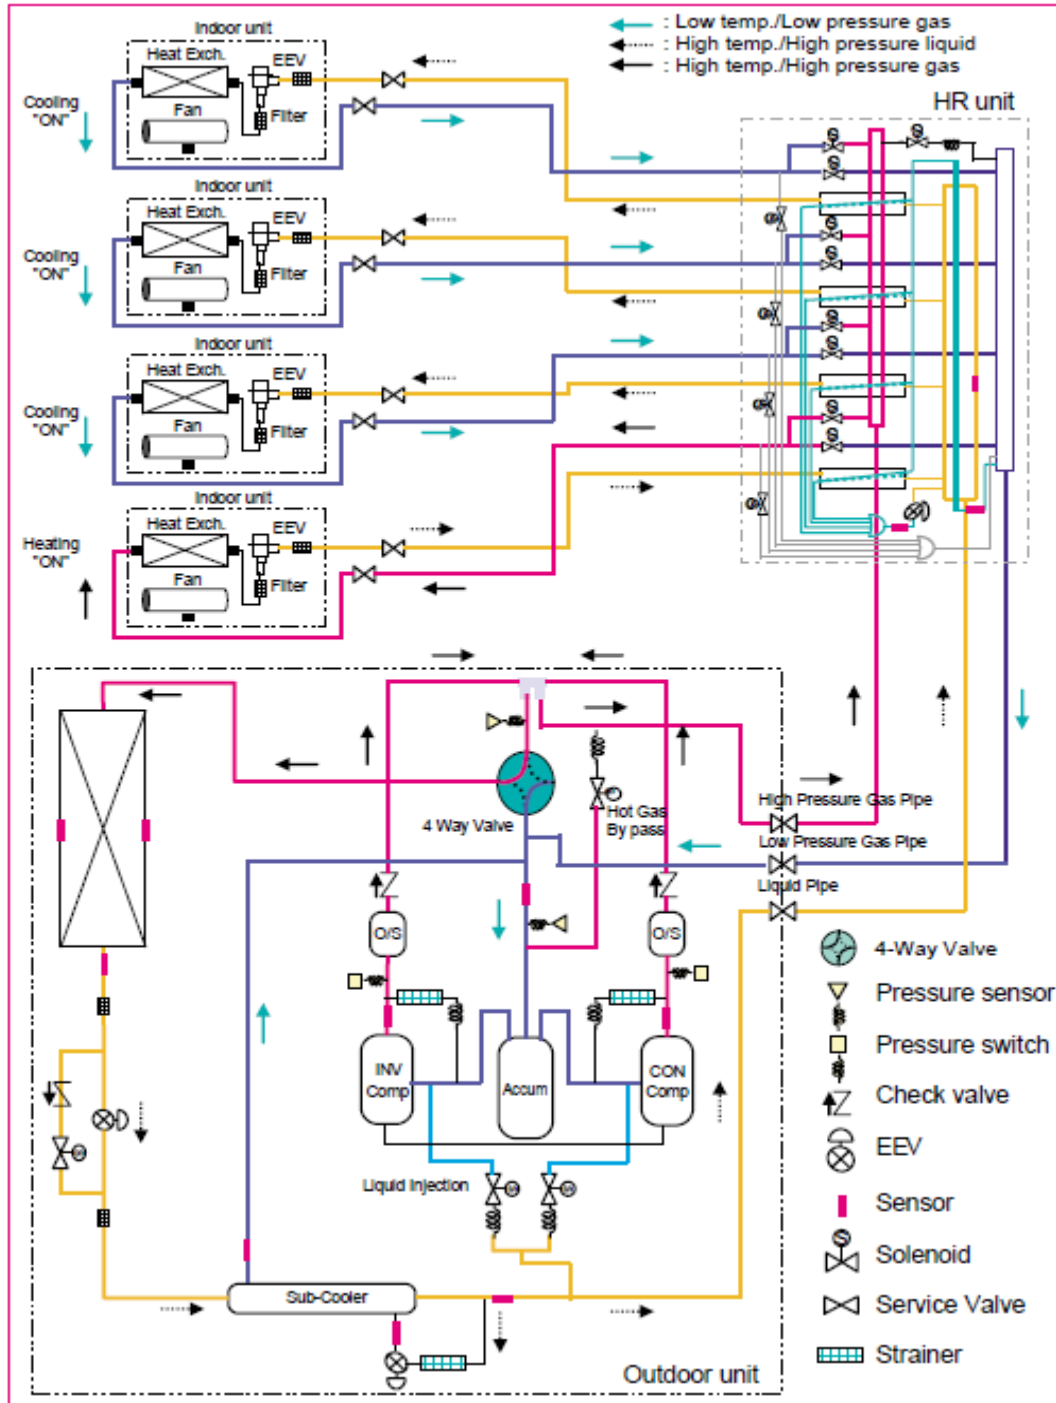 : Low temp./Low pressure gas
: High temp./High pressure liquid
: High temp./High pressure gas
HR unit
Indoor unit
Heat Exch.
EEV
Fan
Filter
Cooling
"ON"
Indoor unit
Heat Exch.
EEV
Fan
Filter
Cooling
"ON"
Indoor unit
Heat Exch.
EEV
Fan
Filter
Cooling
"ON"
Indoor unit
Heat Exch.
EEV
Fan
Filter
Heating
"ON"
4 Way Valve
Hot Gas
By pass
High Pressure Gas Pipe
Low Pressure Gas Pipe
Liquid Pipe
O/S
O/S
INV
Comp
Accum
CON
Comp
Liquid Injection
Sub-Cooler
Outdoor unit
4-Way Valve
Pressure sensor
Pressure switch
Check valve
EEV
Sensor
S
Solenoid
Service Valve
Strainer